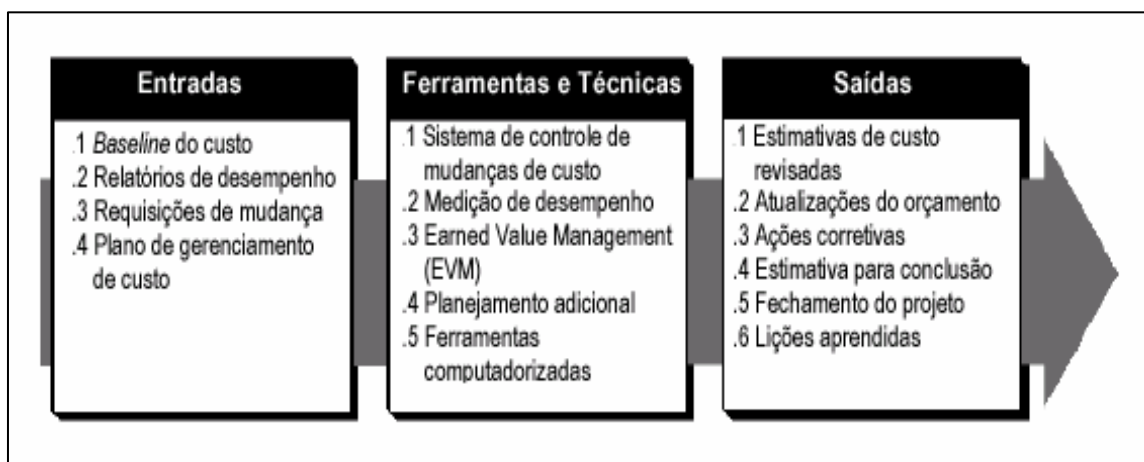 Entradas
.1 Baseline do custo
.2 Relatórios de desempenho
.3 Requisições de mudança
.4 Plano de gerenciamento
de custo
Ferramentas e Técnicas
.1 Sistema de controle de
mudanças de custo
.2 Medição de desempenho
.3 Earned Value Management
(EVM)
.4 Planejamento adicional
.5 Ferramentas
computadorizadas
Saídas
.1 Estimativas de custo
revisadas
.2 Atualizações do orçamento
.3 Ações corretivas
.4 Estimativa para conclusão
.5 Fechamento do projeto
.6 Lições aprendidas